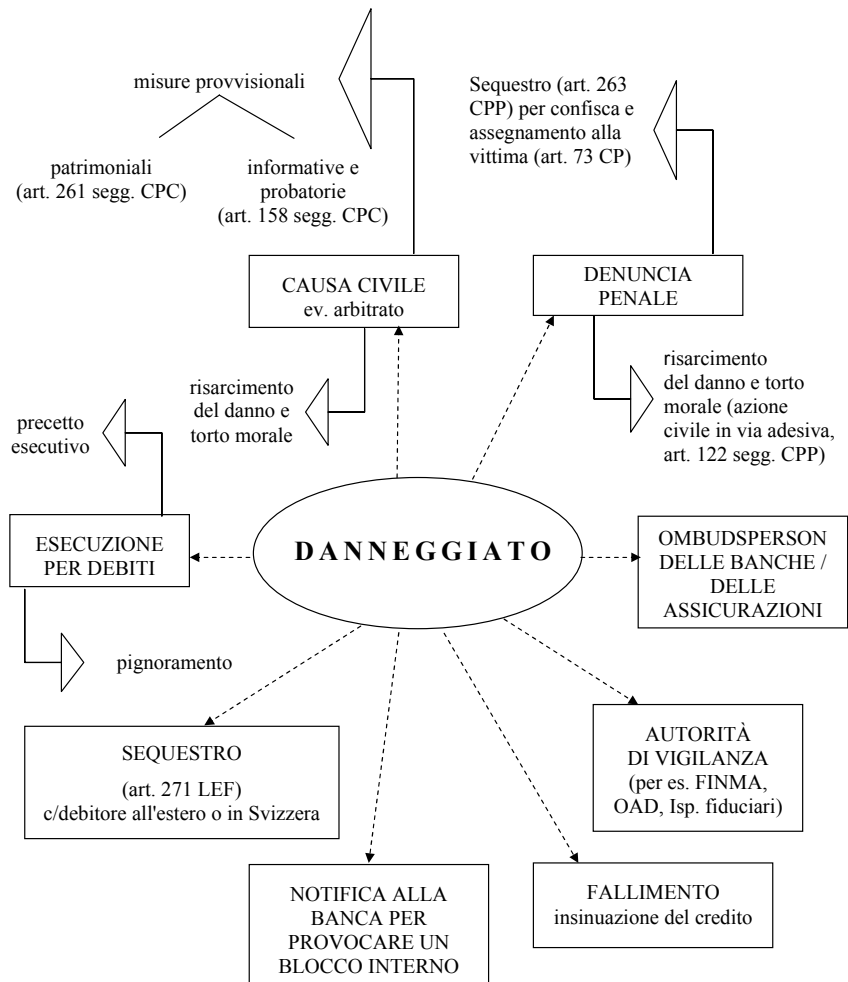 misure provvisionali
patrimoniali
(art. 261 segg. CPC)
informative e
probatorie
(art. 158 segg. CPC)
Sequestro (art. 263
CPP) per confisca e
assegnamento alla
vittima (art. 73 CP)
CAUSA CIVILE
ev. arbitrato
DENUNCIA
PENALE
risarcimento
del danno e
torto morale
risarcimento
del danno e torto
morale (azione
civile in via adesiva,
art. 122 segg. CPP)
precetto
esecutivo
ESECUZIONE
PER DEBITI
DANNEGGIATO
OMBUDSPERSON
DELLE BANCHE /
DELLE
ASSICURAZIONI
pignoramento
SEQUESTRO
(art. 271 LEF)
c/debitore all'estero o in Svizzera
AUTORITÀ
DI VIGILANZA
(per es. FINMA,
OAD, Isp. fiduciari)
NOTIFICA ALLA
BANCA PER
PROVOCARE UN
BLOCCO INTERNO
FALLIMENTO
insinuazione del credito